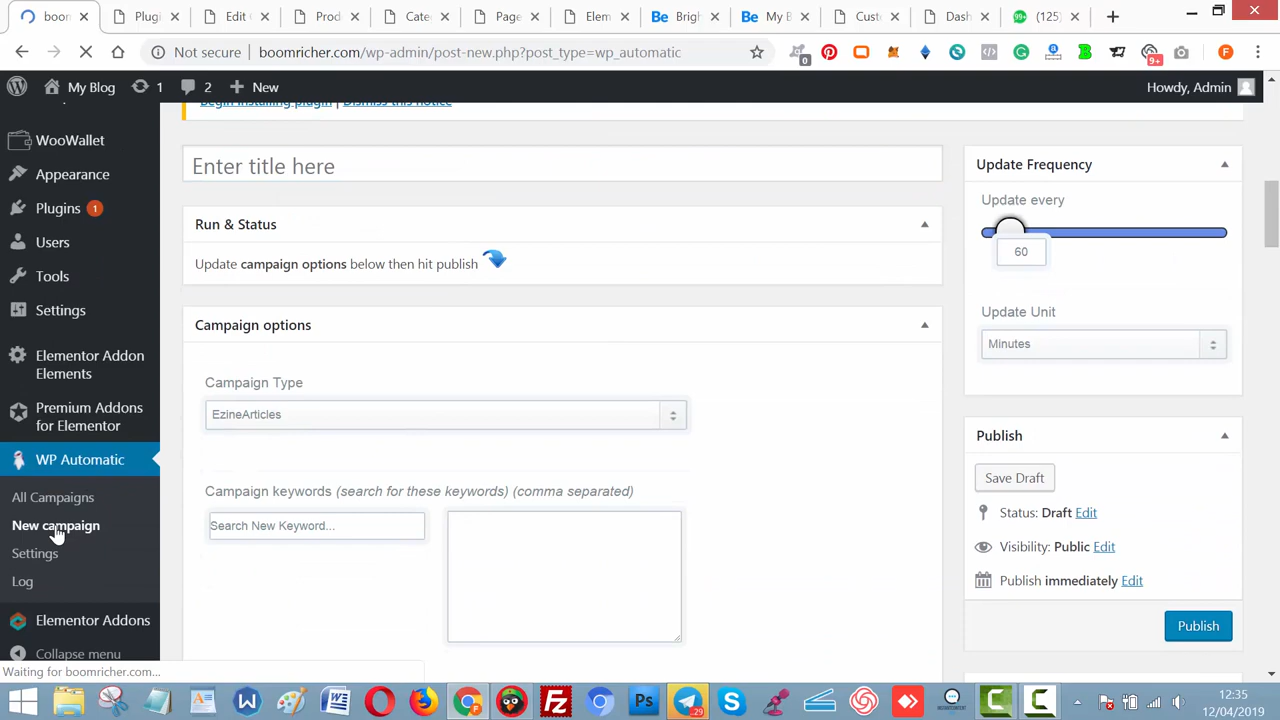 boom
Plugi
Edit
Prod
Cate
Page
Elem
Be Brigh
Be My B
Custo
Dash
99+ (125)
Not secure boomricher.com/wp-admin/post-new.php?post_type=wp_automatic
0
9+
F
My Blog 1 2 New
Howdy, Admin
Begin installing plugin | Dismiss this notice
WooWallet
Appearance
Plugins 1
Users
Tools
Settings
Elementor Addon
Elements
Premium Addons
for Elementor
WP Automatic
All Campaigns
New campaign
Settings
Log
Elementor Addons
Collapse menu
Enter title here
Run & Status
Update campaign options below then hit publish
Campaign options
Campaign Type
EzineArticles
Campaign keywords (search for these keywords) (comma separated)
Search New Keyword...
Update Frequency
Update every
60
Update Unit
Minutes
Publish
Save Draft
Status: Draft Edit
Visibility: Public Edit
Publish immediately Edit
Publish
Waiting for boomricher.com...
29
12:35
12/04/2019